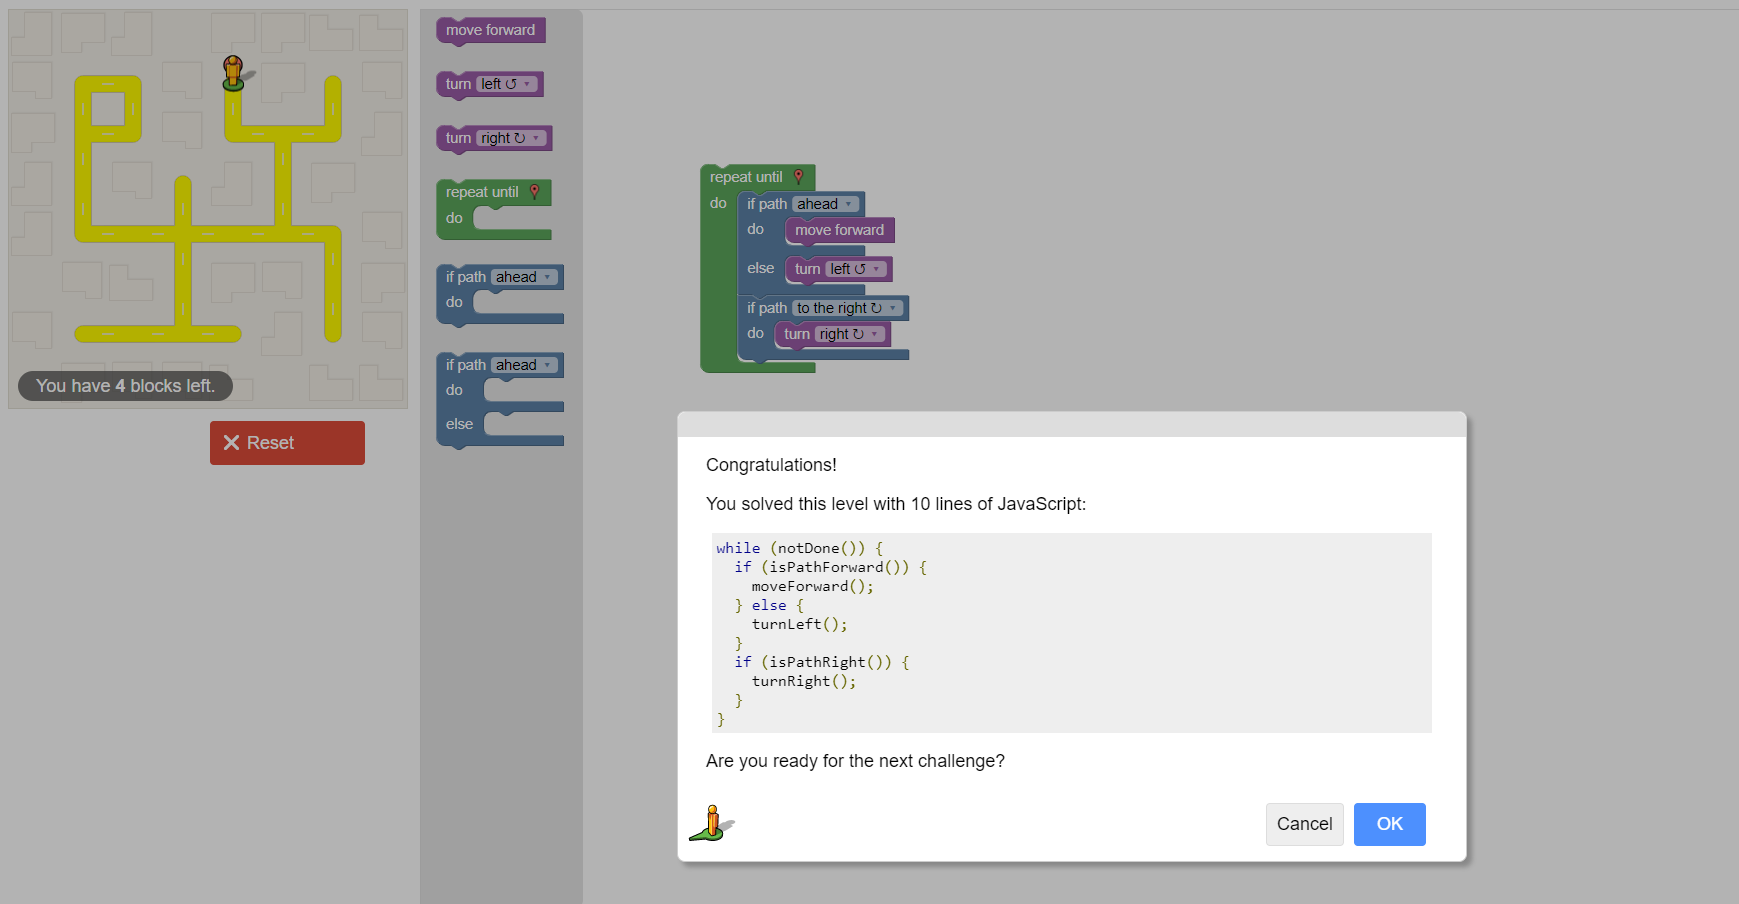 You have 4 blocks left.
Reset
move forward
turn left ↺
turn right ↻
repeat until
do
if path ahead
do
if path ahead
do
else
repeat until
do
if path ahead
do move forward
else turn left ↺
if path to the right ↻
do turn right ↻
Congratulations!
You solved this level with 10 lines of JavaScript:
while (notDone()) {
  if (isPathForward()) {
    moveForward();
  } else {
    turnLeft();
  }
  if (isPathRight()) {
    turnRight();
  }
}
Are you ready for the next challenge?
Cancel
OK